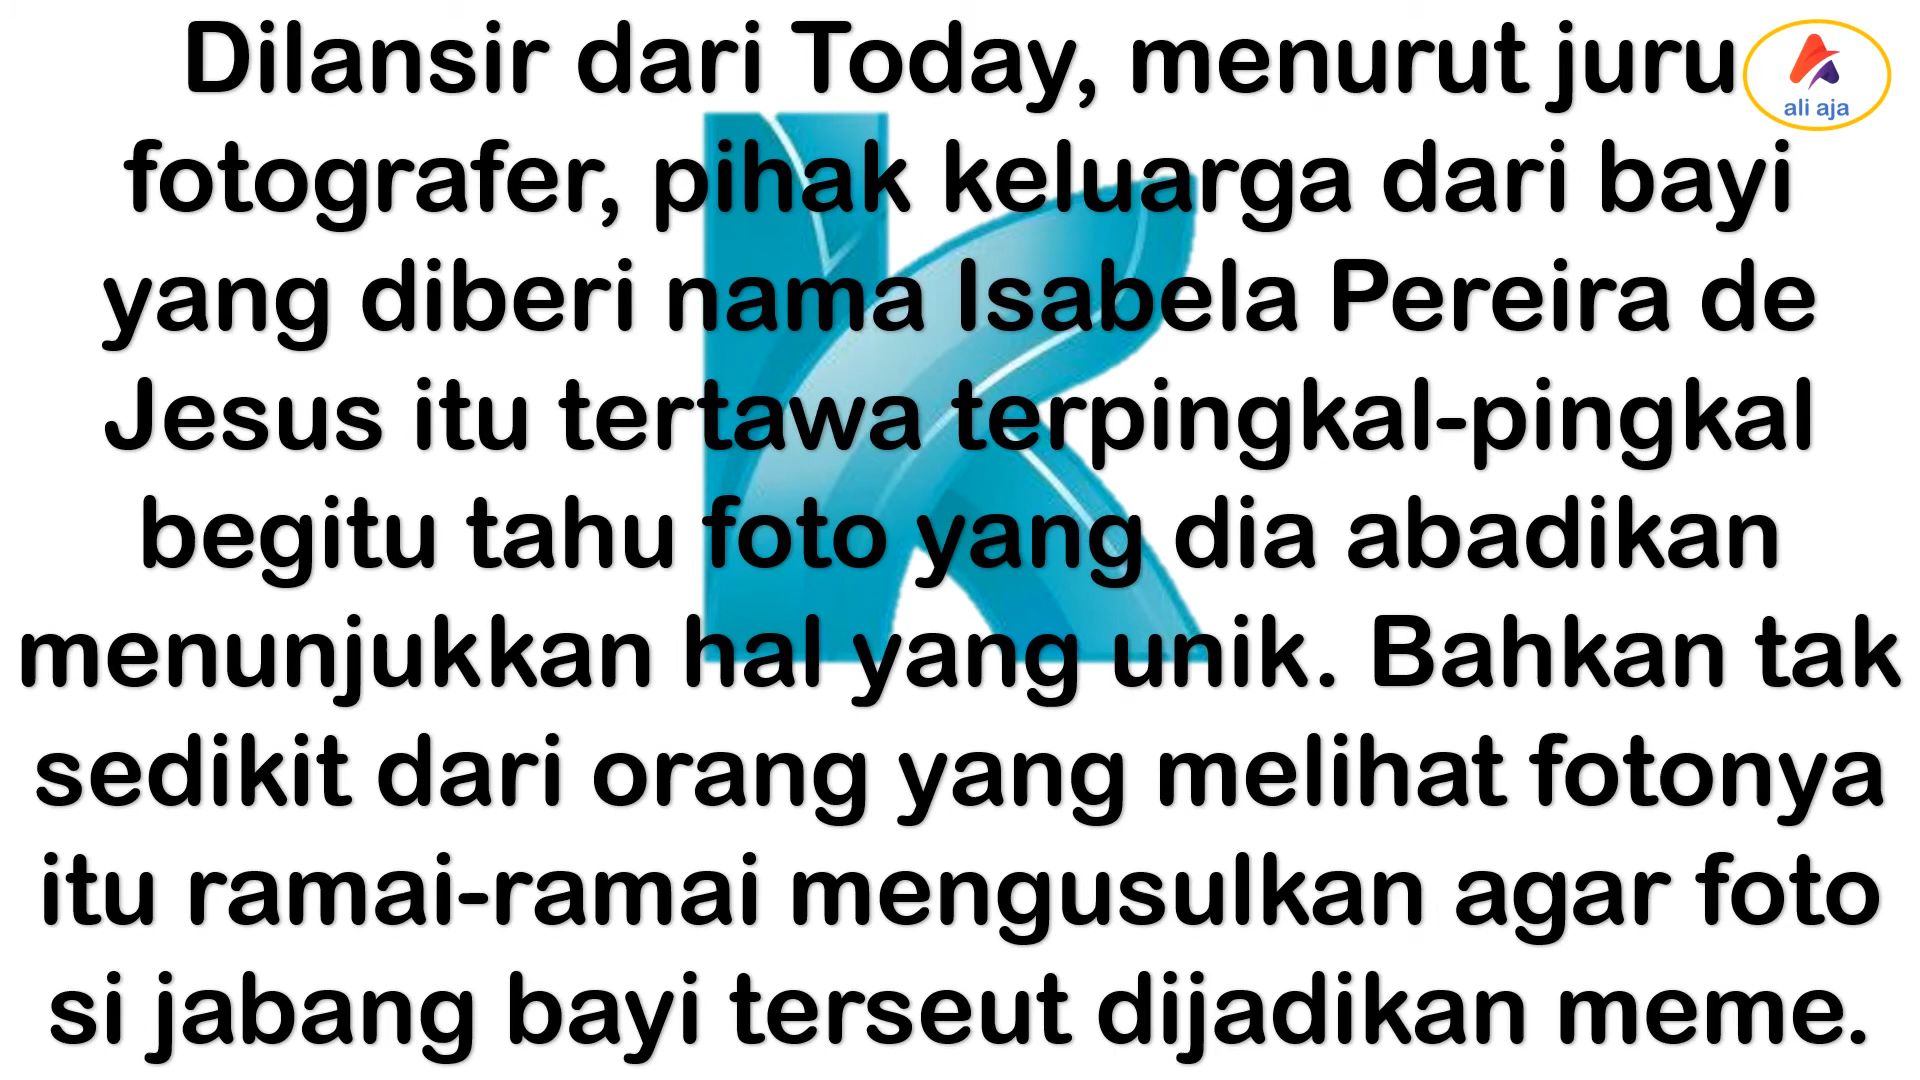 Dilansir dari Today, menurut juru
fotografer, pihak keluarga dari bayi
yang diberi nama Isabela Pereira de
Jesus itu tertawa terpingkal-pingkal
begitu tahu foto yang dia abadikan
menunjukkan hal yang unik. Bahkan tak
sedikit dari orang yang melihat fotonya
itu ramai-ramai mengusulkan agar foto
si jabang bayi terseut dijadikan meme.
ali aja